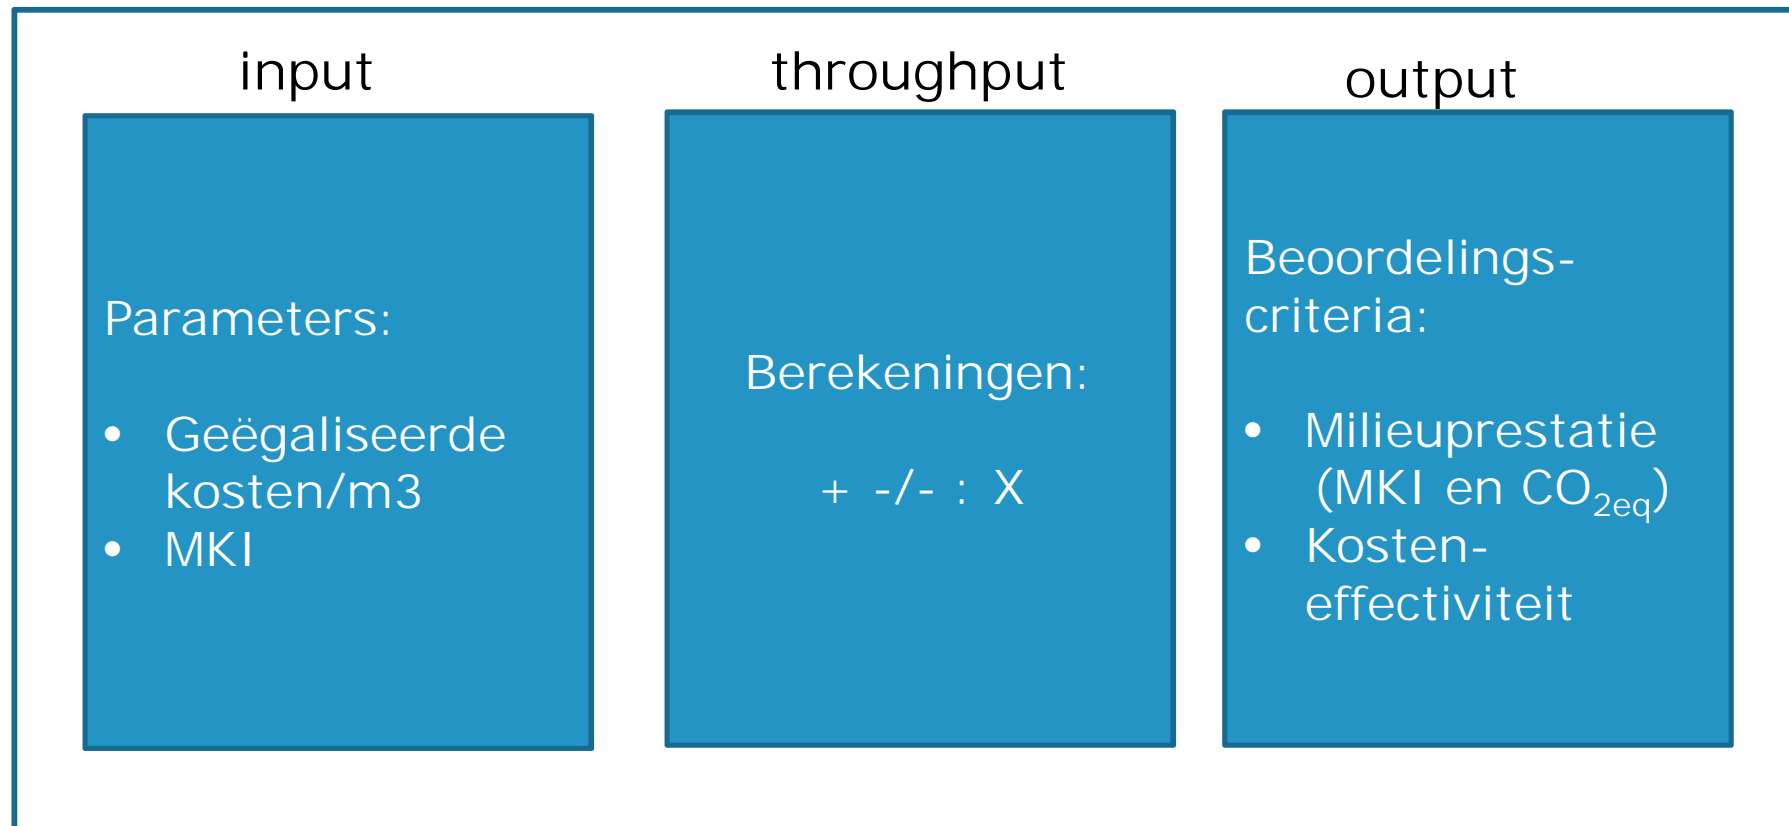 input
Parameters:
• Geëgaliseerde
kosten/m3
• MKI
throughput
Berekeningen:
+ -/- : X
output
Beoordelings-
criteria:
• Milieuprestatie
(MKI en CO2eq)
• Kosten-
effectiviteit